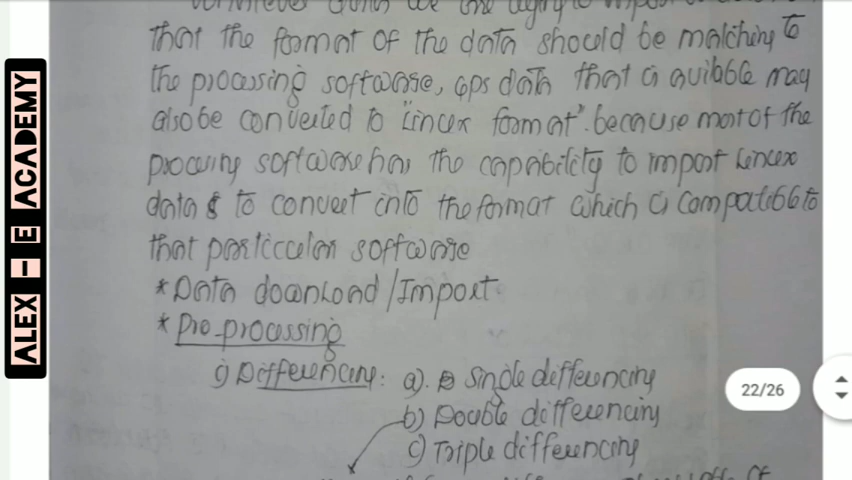 that the format of the data should be matching to
the processing software, GPS data that is avilble may
also be converted to "Linex format". because most of the
processing software has the capability to import Linex
data & to convert into the format which is compatible to
that particular software
* Data download/Import.
* Pre-processing
i) Differencing: a). Single differencing
b) Double differencing
c) Triple differencing
ALEX - E ACADEMY
22/26